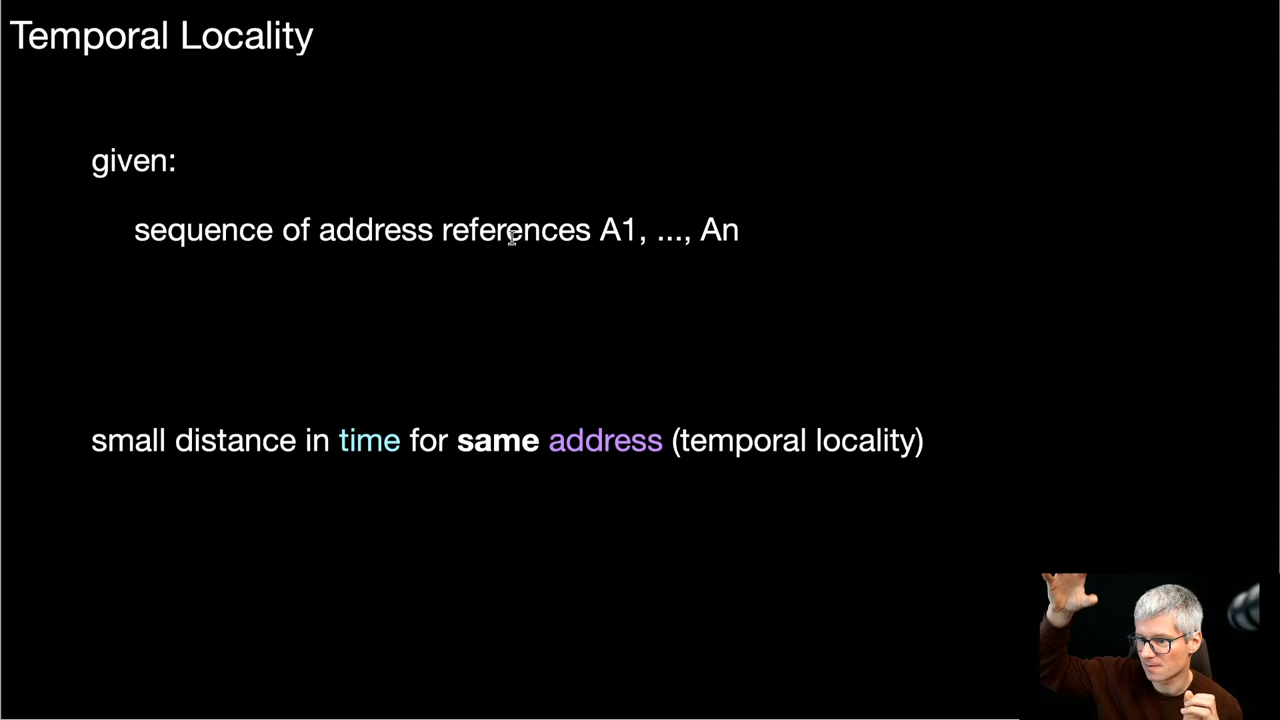 Temporal Locality
given:
sequence of address references A1, ..., An
small distance in time for same address (temporal locality)